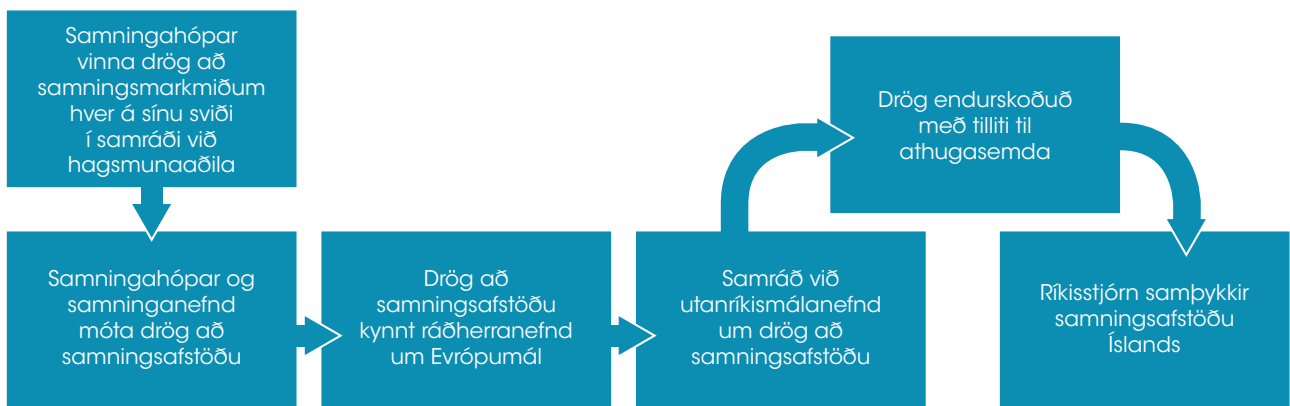 Samningahópar
vinna drög að
samningsmarkmiðum
hver á sínu sviði
í samráði við
hagsmunaaðila
Samningahópar og
samninganefnd
móta drög að
samningsafstöðu
Drög að
samningsafstöðu
kynnt ráðherranefnd
um Evrópumál
Samráð við
utanríkismálanefnd
um drög að
samningsafstöðu
Drög endurskoðuð
með tilliti til
athugasemda
Ríkisstjórn samþykkir
samningsafstöðu
Íslands